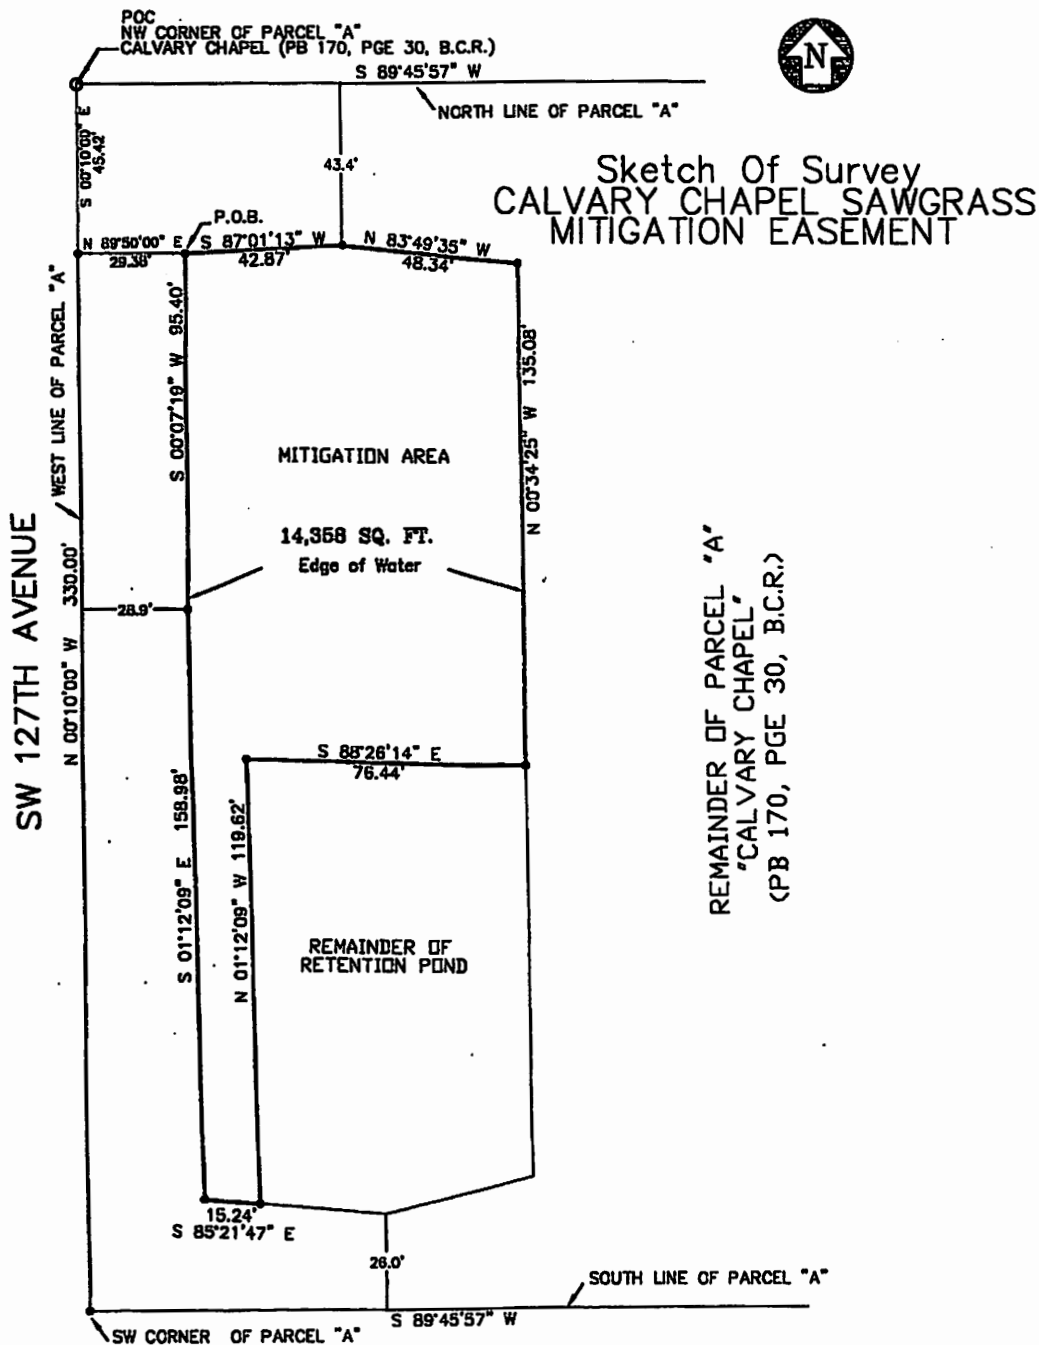 POC
NW CORNER OF PARCEL "A"
CALVARY CHAPEL (PB 170, PGE 30, B.C.R.)
S 89°45'57" W
NORTH LINE OF PARCEL "A"
N
Sketch Of Survey
CALVARY CHAPEL SAWGRASS
MITIGATION EASEMENT
S 00°10'00" E
45.42'
43.4'
P.O.B.
N 89°50'00" E
29.38'
S 87°01'13" W
42.87'
N 83°49'35" W
48.34'
WEST LINE OF PARCEL "A"
S 00°07'19" W 95.40'
N 00°34'25" W 135.08'
MITIGATION AREA
14,358 SQ. FT.
Edge of Water
SW 127TH AVENUE
N 00°10'00" W 330.00'
28.9'
S 88°26'14" E
76.44'
S 01°12'09" E 158.98'
N 01°12'09" W 119.62'
REMAINDER OF
RETENTION POND
REMAINDER OF PARCEL "A"
"CALVARY CHAPEL"
(PB 170, PGE 30, B.C.R.)
15.24'
S 85°21'47" E
26.0'
SOUTH LINE OF PARCEL "A"
S 89°45'57" W
SW CORNER OF PARCEL "A"